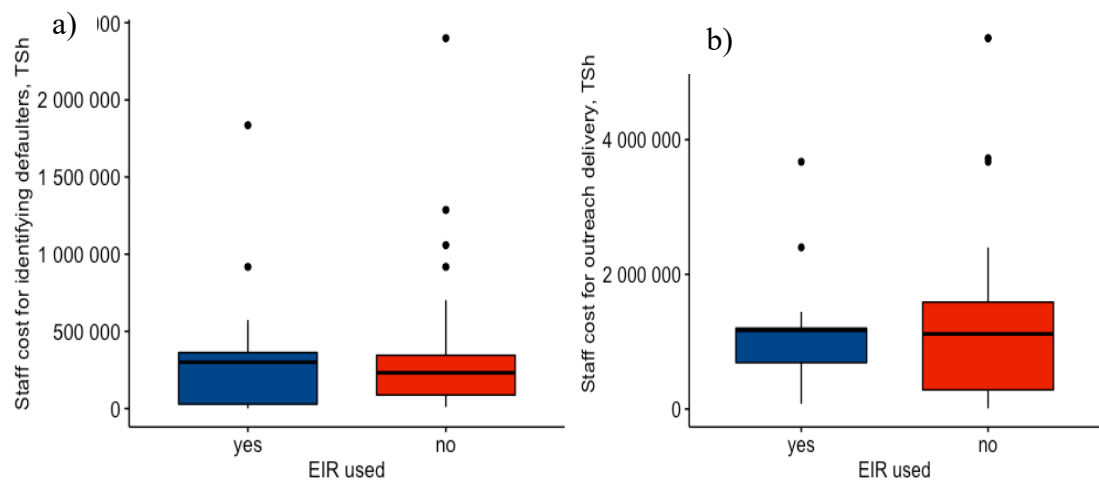 a)
000
Staff cost for identifying defaulters, TSh
2 000 000
1 500 000
1 000 000
500 000
0
yes
no
EIR used
b)
Staff cost for outreach delivery, TSh
4 000 000
2 000 000
0
yes
no
EIR used